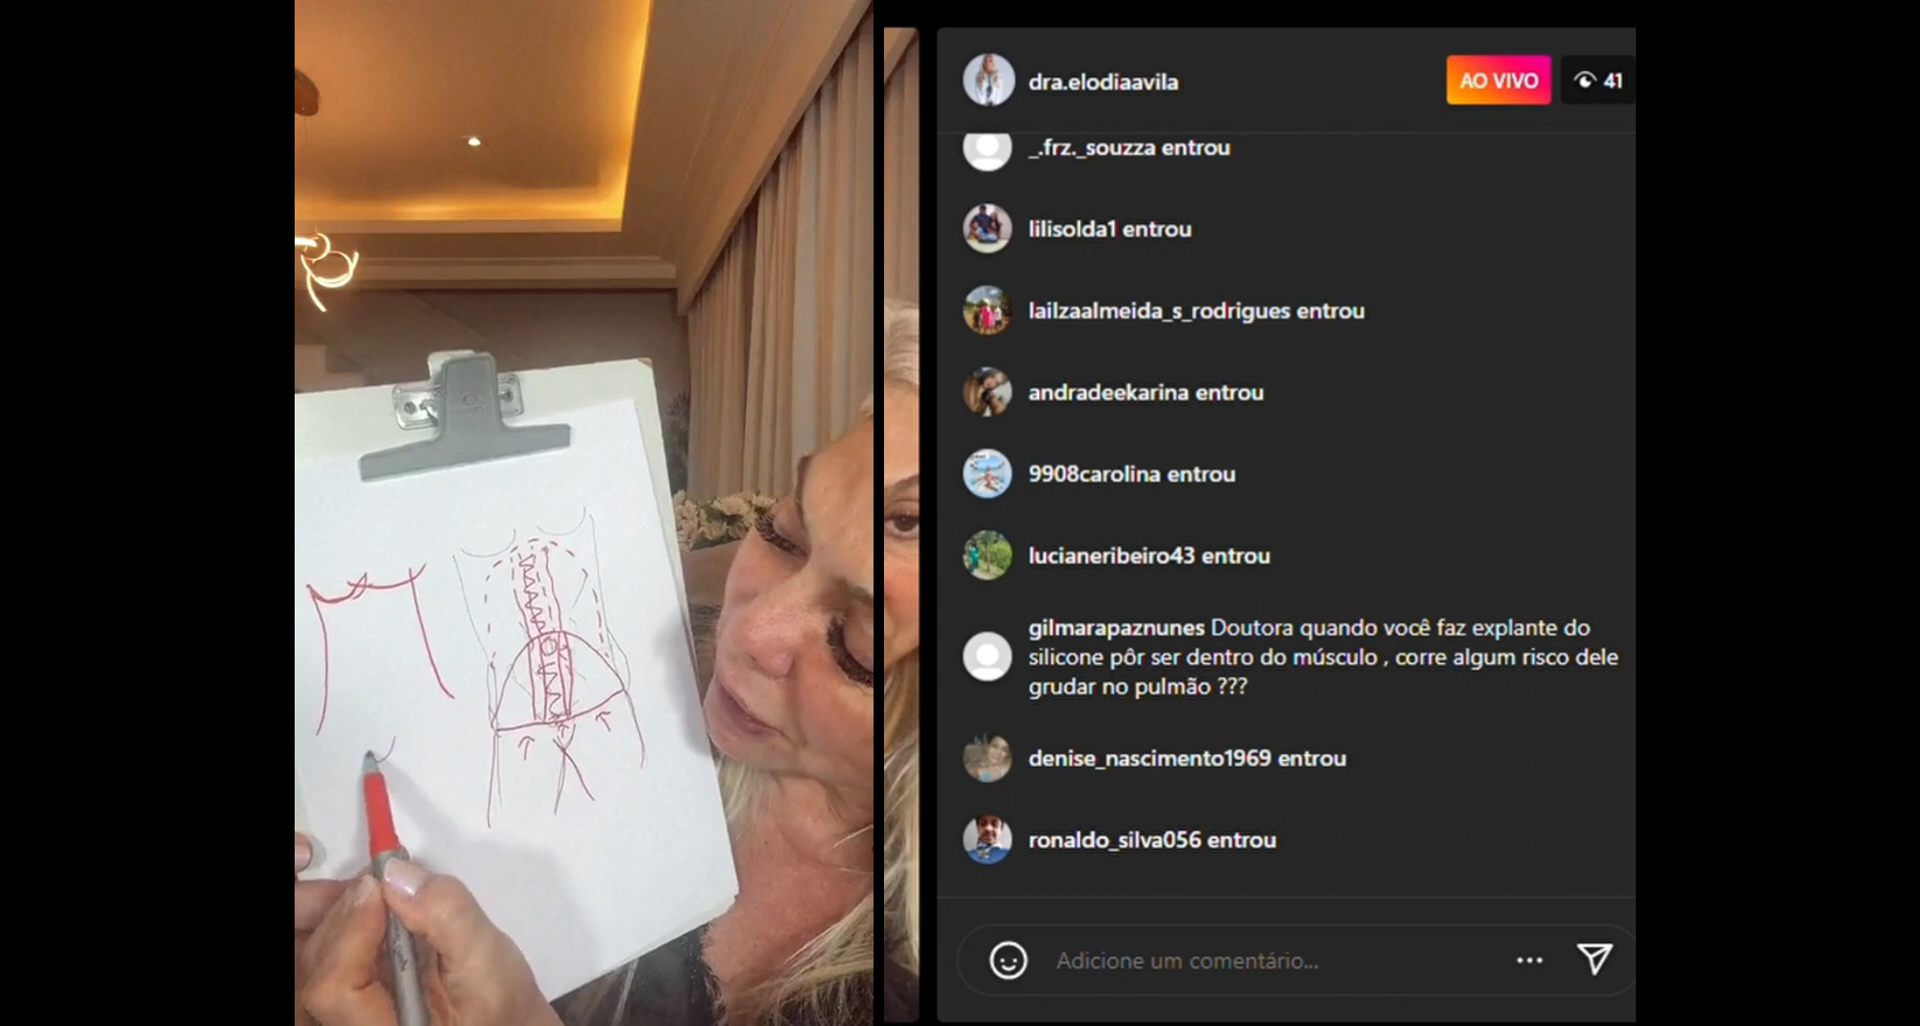 dra.elodiaavila
AO VIVO
41
_.frz._souzza entrou
lilisolda1 entrou
lailzaalmeida_s_rodrigues entrou
andradeekarina entrou
9908carolina entrou
lucianeribeiro43 entrou
gilmarapaznunes Doutora quando você faz explante do
silicone pôr ser dentro do músculo , corre algum risco dele
grudar no pulmão ???
denise_nascimento1969 entrou
ronaldo_silva056 entrou
Adicione um comentário...